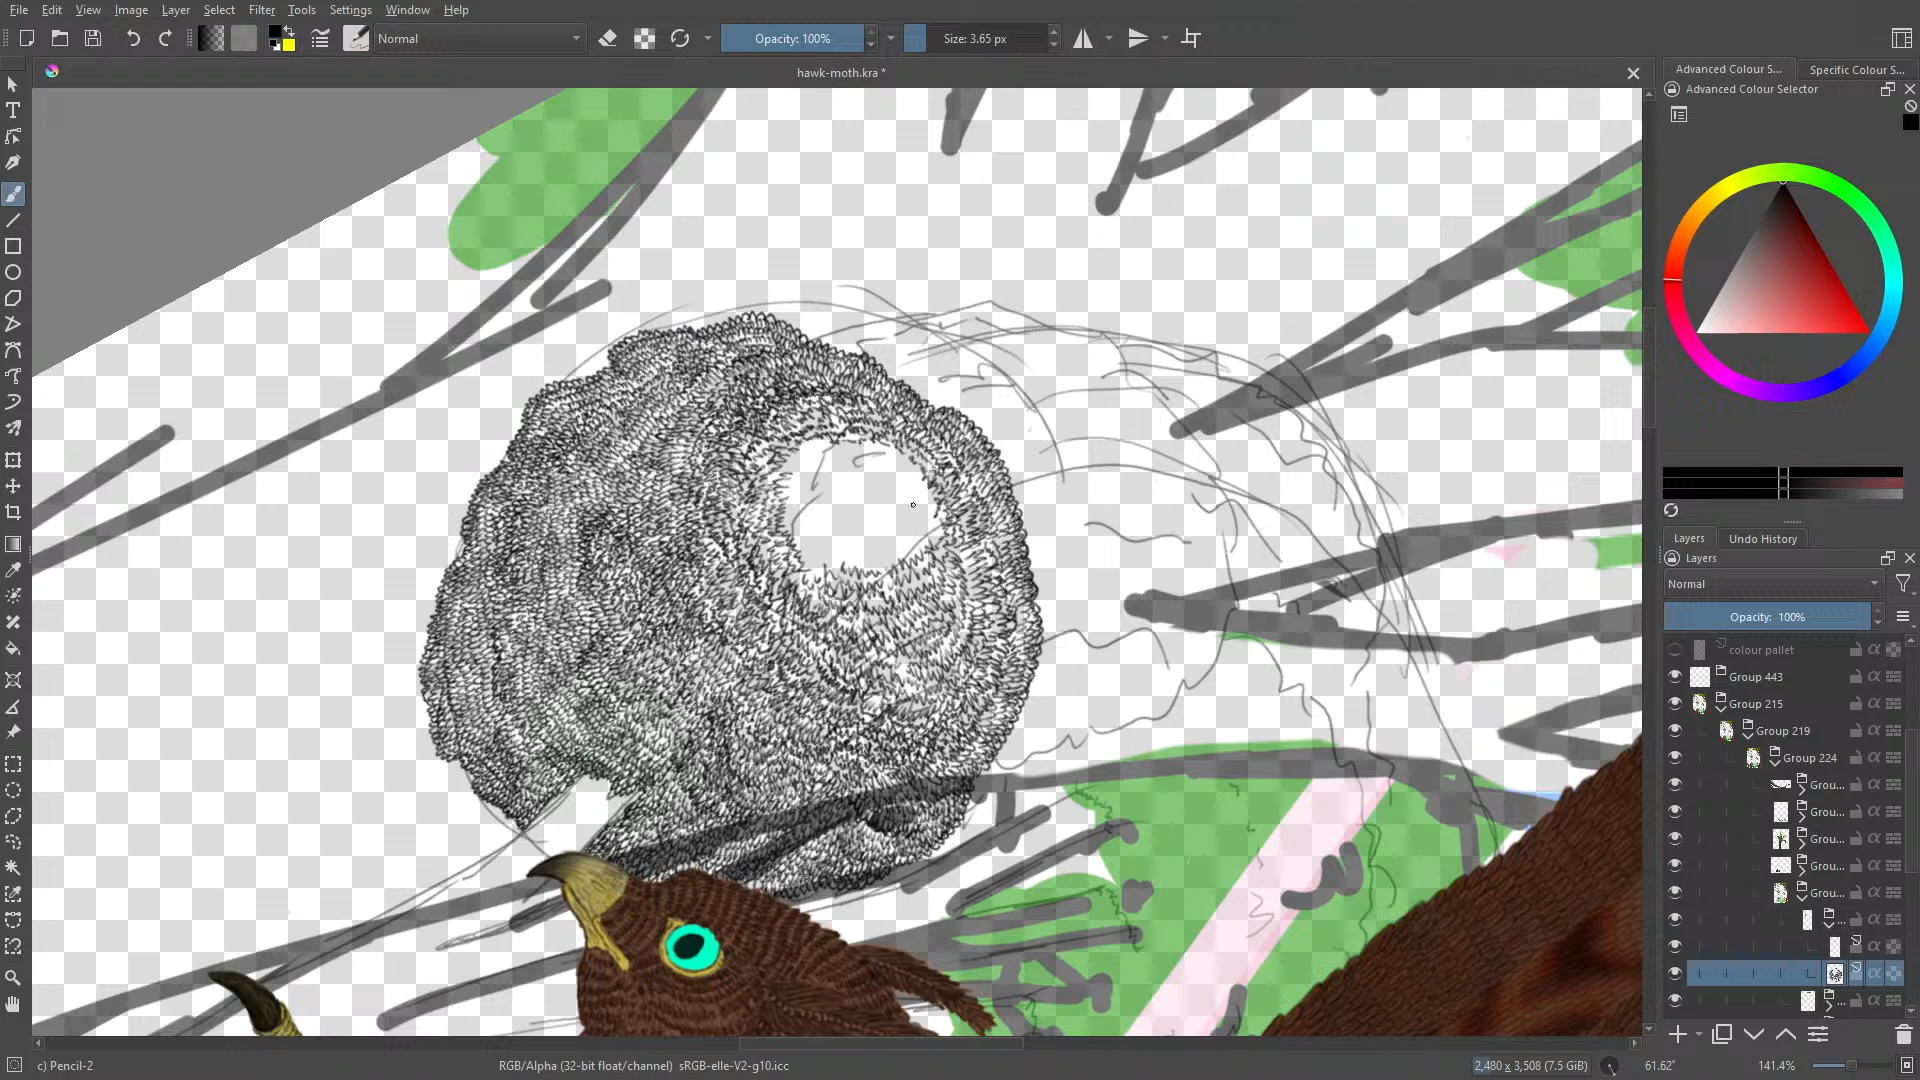 File Edit View Image Layer Select Filter Tools Settings Window Help
Normal
Opacity: 100%
Size: 3.65 px
hawk-moth.kra *
Advanced Colour S...
Specific Colour S...
Advanced Colour Selector
Layers
Undo History
Layers
Normal
Opacity: 100%
colour pallet
Group 443
Group 215
Group 219
Group 224
Grou...
Grou...
Grou...
Grou...
Grou...
...
...
c) Pencil-2
RGB/Alpha (32-bit float/channel) sRGB-elle-V2-g10.icc
2,480 x 3,508 (7.5 GiB)
61.62°
141.4%